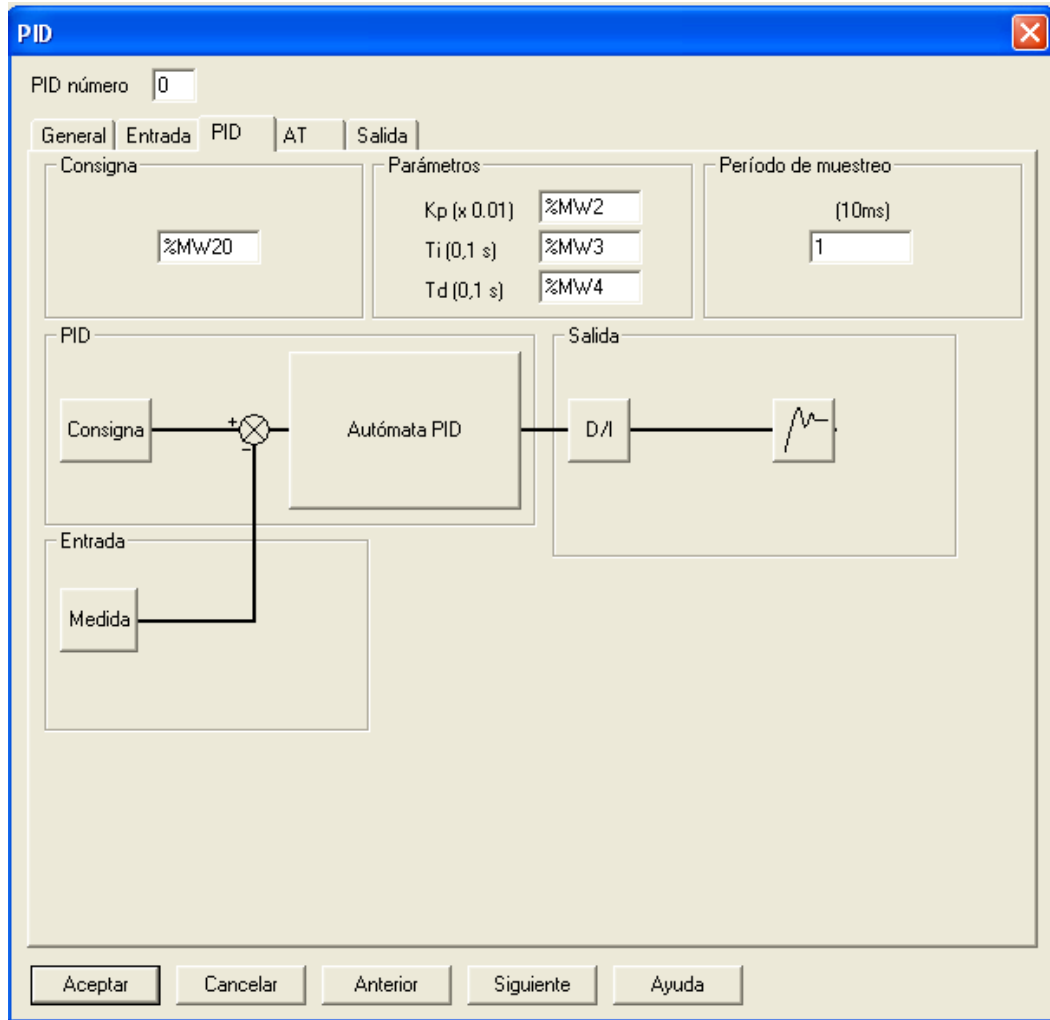 PID
PID número 0
General Entrada PID AT Salida
Consigna
%MW20
Parámetros
Kp (x 0.01) %MW2
Ti (0,1 s) %MW3
Td (0,1 s) %MW4
Período de muestreo
(10ms)
1
PID
Consigna
+
-
Autómata PID
Salida
D/I
Entrada
Medida
Aceptar Cancelar Anterior Siguiente Ayuda